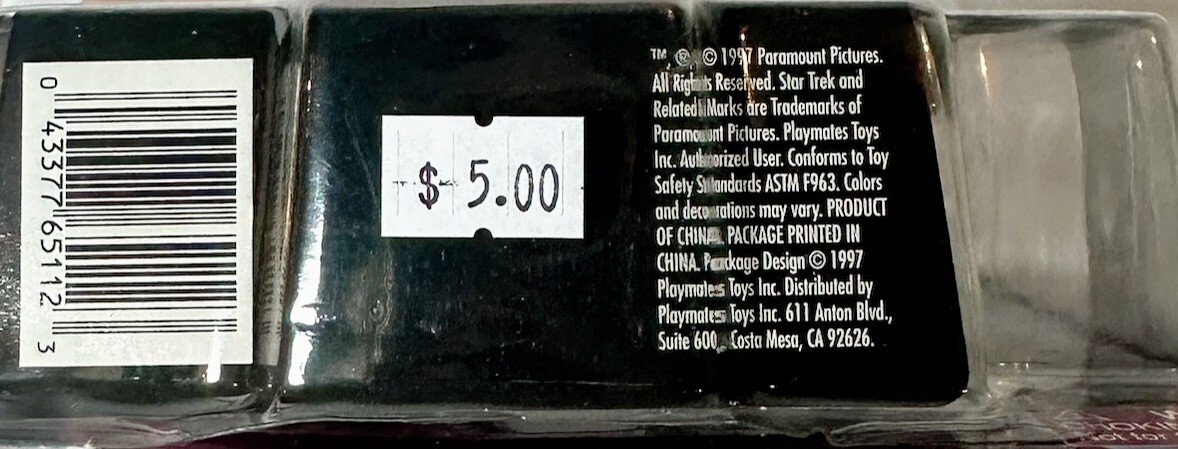 0 43377 65112 3
$ 5.00
™ ® © 1997 Paramount Pictures.
All Rights Reserved. Star Trek and
Related Marks are Trademarks of
Paramount Pictures. Playmates Toys
Inc. Authorized User. Conforms to Toy
Safety Standards ASTM F963. Colors
and decorations may vary. PRODUCT
OF CHINA. PACKAGE PRINTED IN
CHINA. Package Design © 1997
Playmates Toys Inc. Distributed by
Playmates Toys Inc. 611 Anton Blvd.,
Suite 600, Costa Mesa, CA 92626.